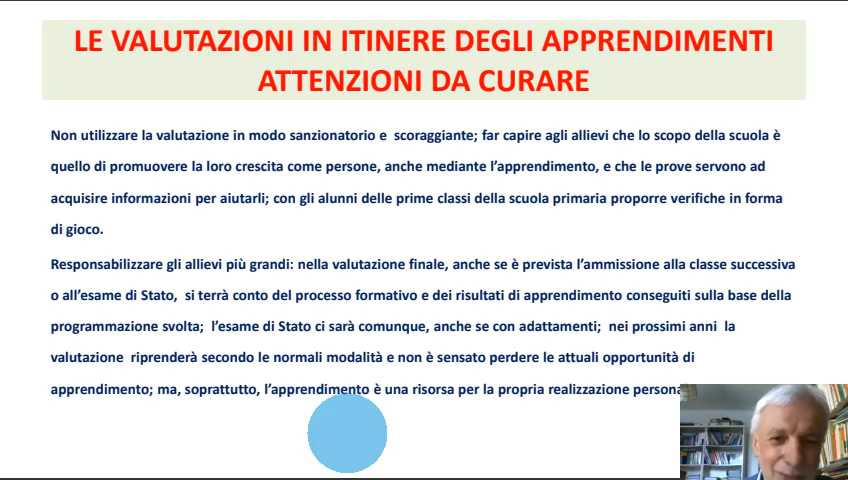 LE VALUTAZIONI IN ITINERE DEGLI APPRENDIMENTI
ATTENZIONI DA CURARE
Non utilizzare la valutazione in modo sanzionatorio e scoraggiante; far capire agli allievi che lo scopo della scuola è
quello di promuovere la loro crescita come persone, anche mediante l'apprendimento, e che le prove servono ad
acquisire informazioni per aiutarli; con gli alunni delle prime classi della scuola primaria proporre verifiche in forma
di gioco.
Responsabilizzare gli allievi più grandi: nella valutazione finale, anche se è prevista l'ammissione alla classe successiva
o all'esame di Stato, si terrà conto del processo formativo e dei risultati di apprendimento conseguiti sulla base della
programmazione svolta; l'esame di Stato ci sarà comunque, anche se con adattamenti; nei prossimi anni la
valutazione riprenderà secondo le normali modalità e non è sensato perdere le attuali opportunità di
apprendimento; ma, soprattutto, l'apprendimento è una risorsa per la propria realizzazione